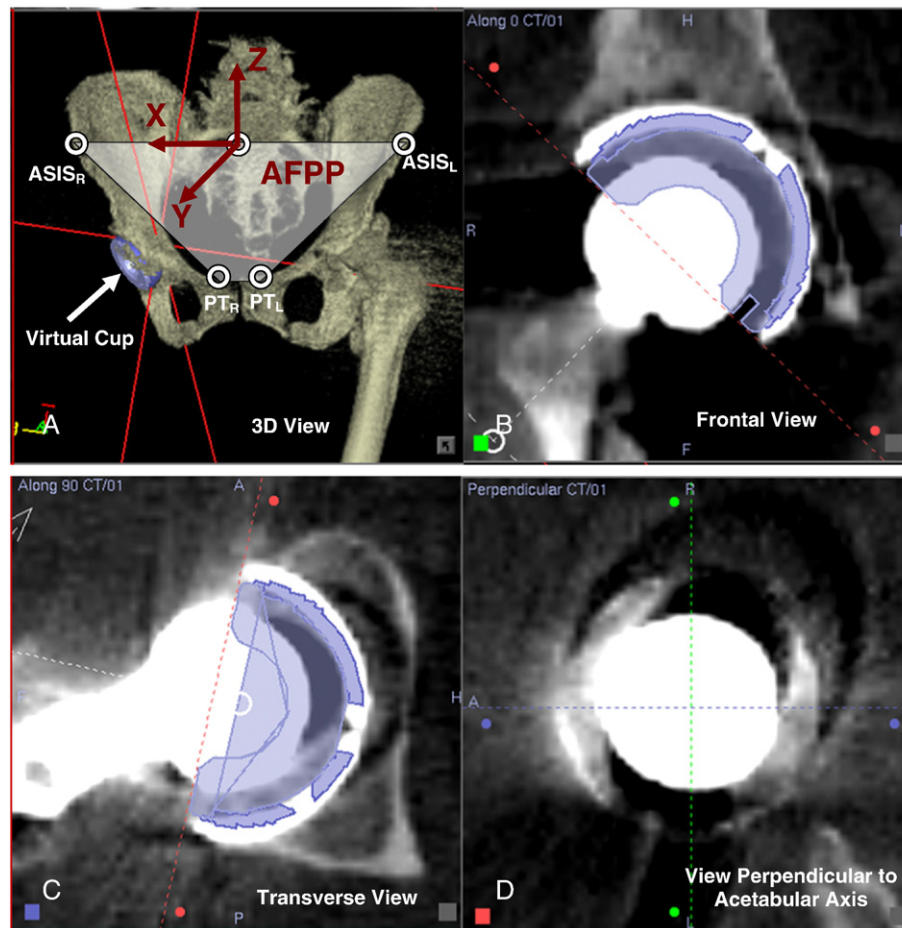 Z
X
ASIS_R
AFPP
ASIS_L
Y
PT_R
PT_L
Virtual Cup
A
3D View
Along 0 CT/01
H
R
B
Frontal View
F
Along 90 CT/01
A
H
C
Transverse View
P
Perpendicular CT/01
R
A
D
View Perpendicular to
Acetabular Axis
L